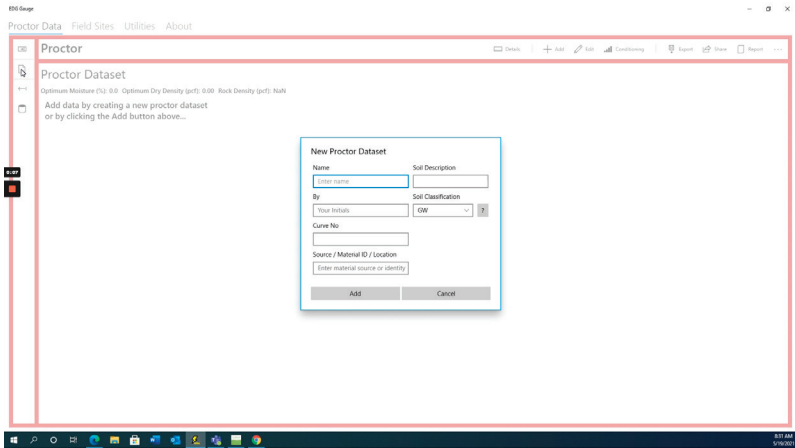 EDG Gauge
Proctor Data Field Sites Utilities About
Proctor
Details Add Edit Conditioning Export Share Report
Proctor Dataset
Optimum Moisture (%): 0.0 Optimum Dry Density (pcf): 0.00 Rock Density (pcf): NaN
Add data by creating a new proctor dataset
or by clicking the Add button above...
New Proctor Dataset
Name Soil Description
Enter name
By Soil Classification
Your Initials GW ?
Curve No
Source / Material ID / Location
Enter material source or identity
Add Cancel
0:07
8:31 AM
5/19/2021